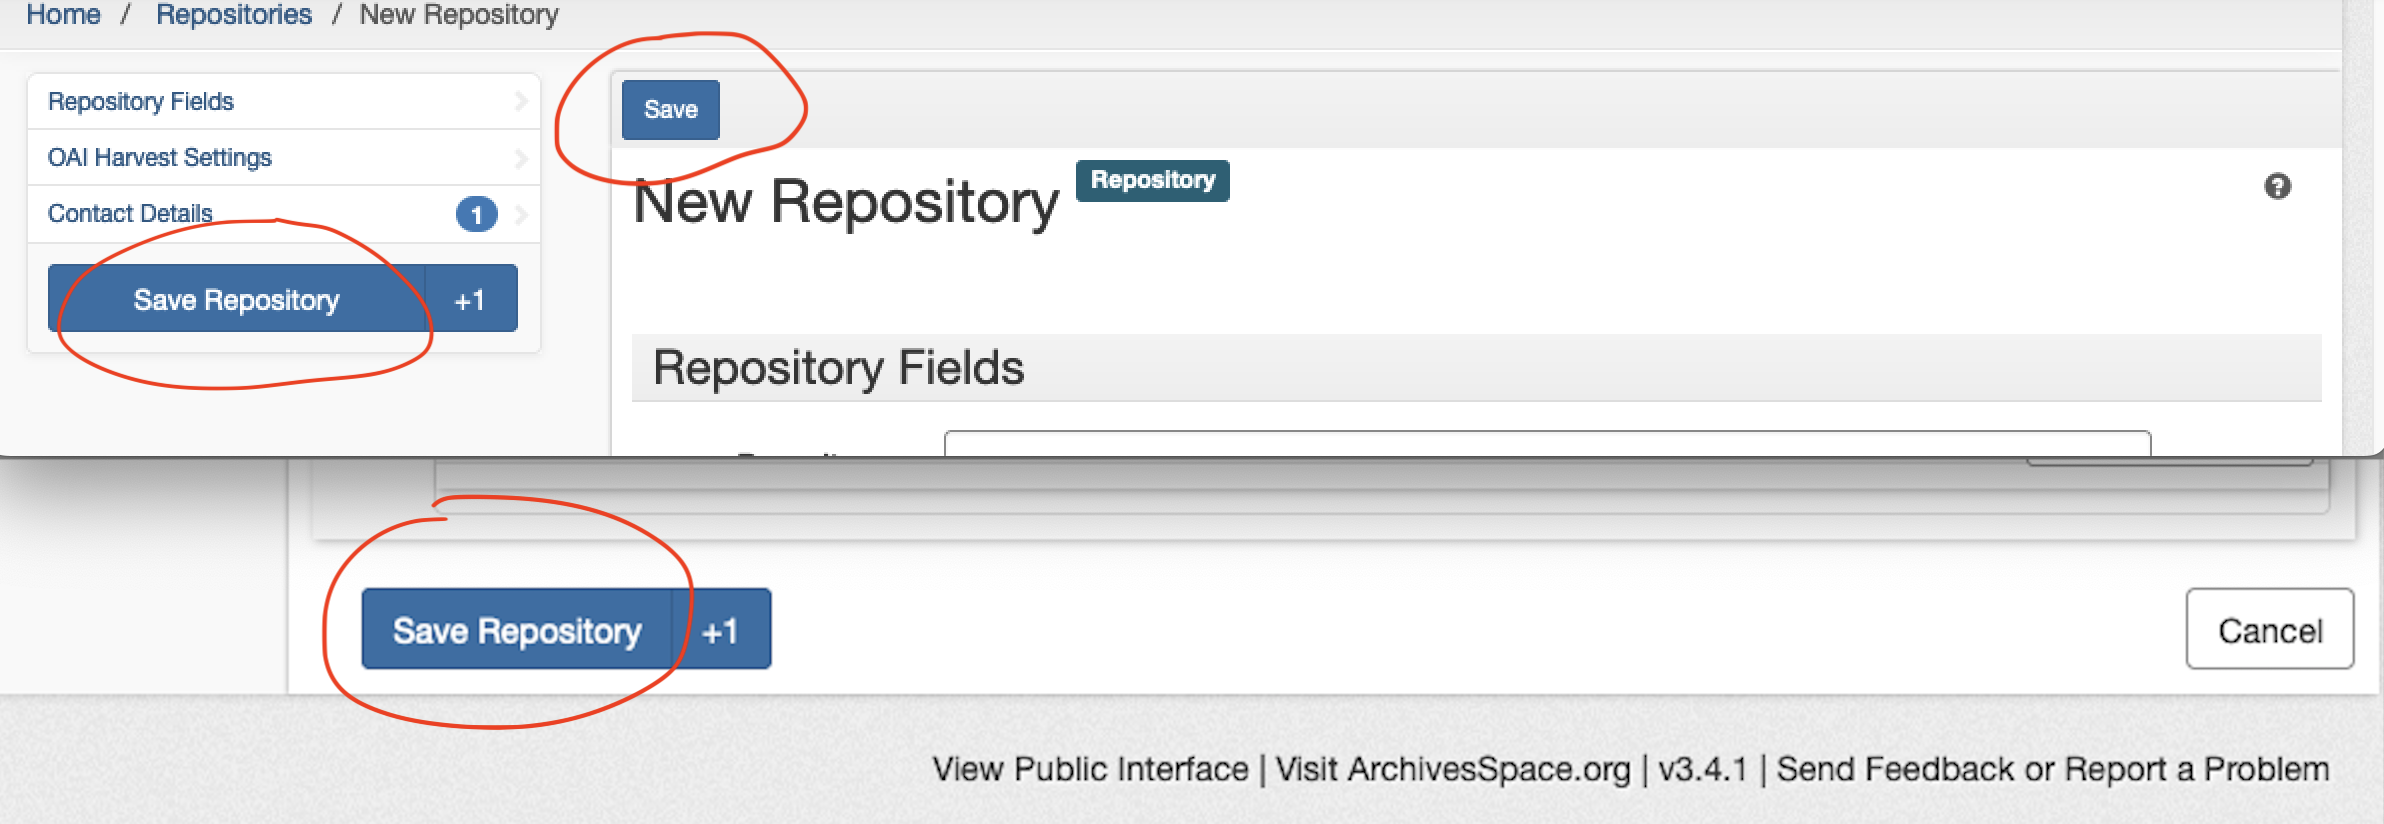 Home / Repositories / New Repository
Repository Fields
OAI Harvest Settings
Contact Details 1
Save Repository +1
Save
New Repository Repository ?
Repository Fields
Save Repository +1
Cancel
View Public Interface | Visit ArchivesSpace.org | v3.4.1 | Send Feedback or Report a Problem